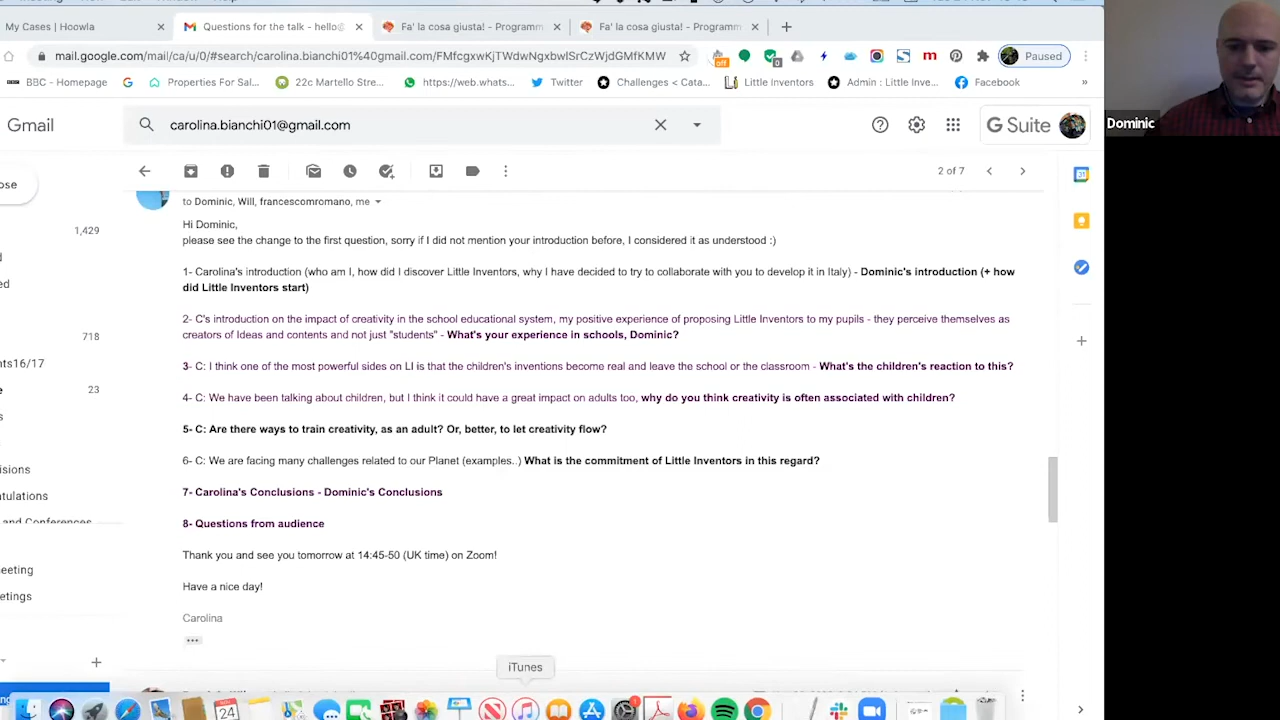 My Cases | Hoowla
Questions for the talk - hello@
Fa' la cosa giusta! - Programm
Fa' la cosa giusta! - Programm
mail.google.com/mail/ca/u/0/#search/carolina.bianchi01%40gmail.com/FMfcgxwKjTWdwNgxbwlSrCzWjdGMfKMW
off
0
m
Paused
BBC - Homepage
Properties For Sal...
22c Martello Stre...
https://web.whats...
Twitter
Challenges < Cata...
Little Inventors
Admin : Little Inve...
Facebook
»
Gmail
carolina.bianchi01@gmail.com
G Suite
Dominic
ose
2 of 7
31
to Dominic, Will, francescomromano, me
Hi Dominic,
please see the change to the first question, sorry if I did not mention your introduction before, I considered it as understood :)
1- Carolina's introduction (who am I, how did I discover Little Inventors, why I have decided to try to collaborate with you to develop it in Italy) - Dominic's introduction (+ how
did Little Inventors start)
2- C's introduction on the impact of creativity in the school educational system, my positive experience of proposing Little Inventors to my pupils - they perceive themselves as
creators of Ideas and contents and not just "students" - What's your experience in schools, Dominic?
3- C: I think one of the most powerful sides on LI is that the children's inventions become real and leave the school or the classroom - What's the children's reaction to this?
4- C: We have been talking about children, but I think it could have a great impact on adults too, why do you think creativity is often associated with children?
5- C: Are there ways to train creativity, as an adult? Or, better, to let creativity flow?
6- C: We are facing many challenges related to our Planet (examples..) What is the commitment of Little Inventors in this regard?
7- Carolina's Conclusions - Dominic's Conclusions
8- Questions from audience
Thank you and see you tomorrow at 14:45-50 (UK time) on Zoom!
Have a nice day!
Carolina
1,429
ed
718
nts16/17
23
isions
ntulations
and Conferences
eeting
etings
iTunes
24
1